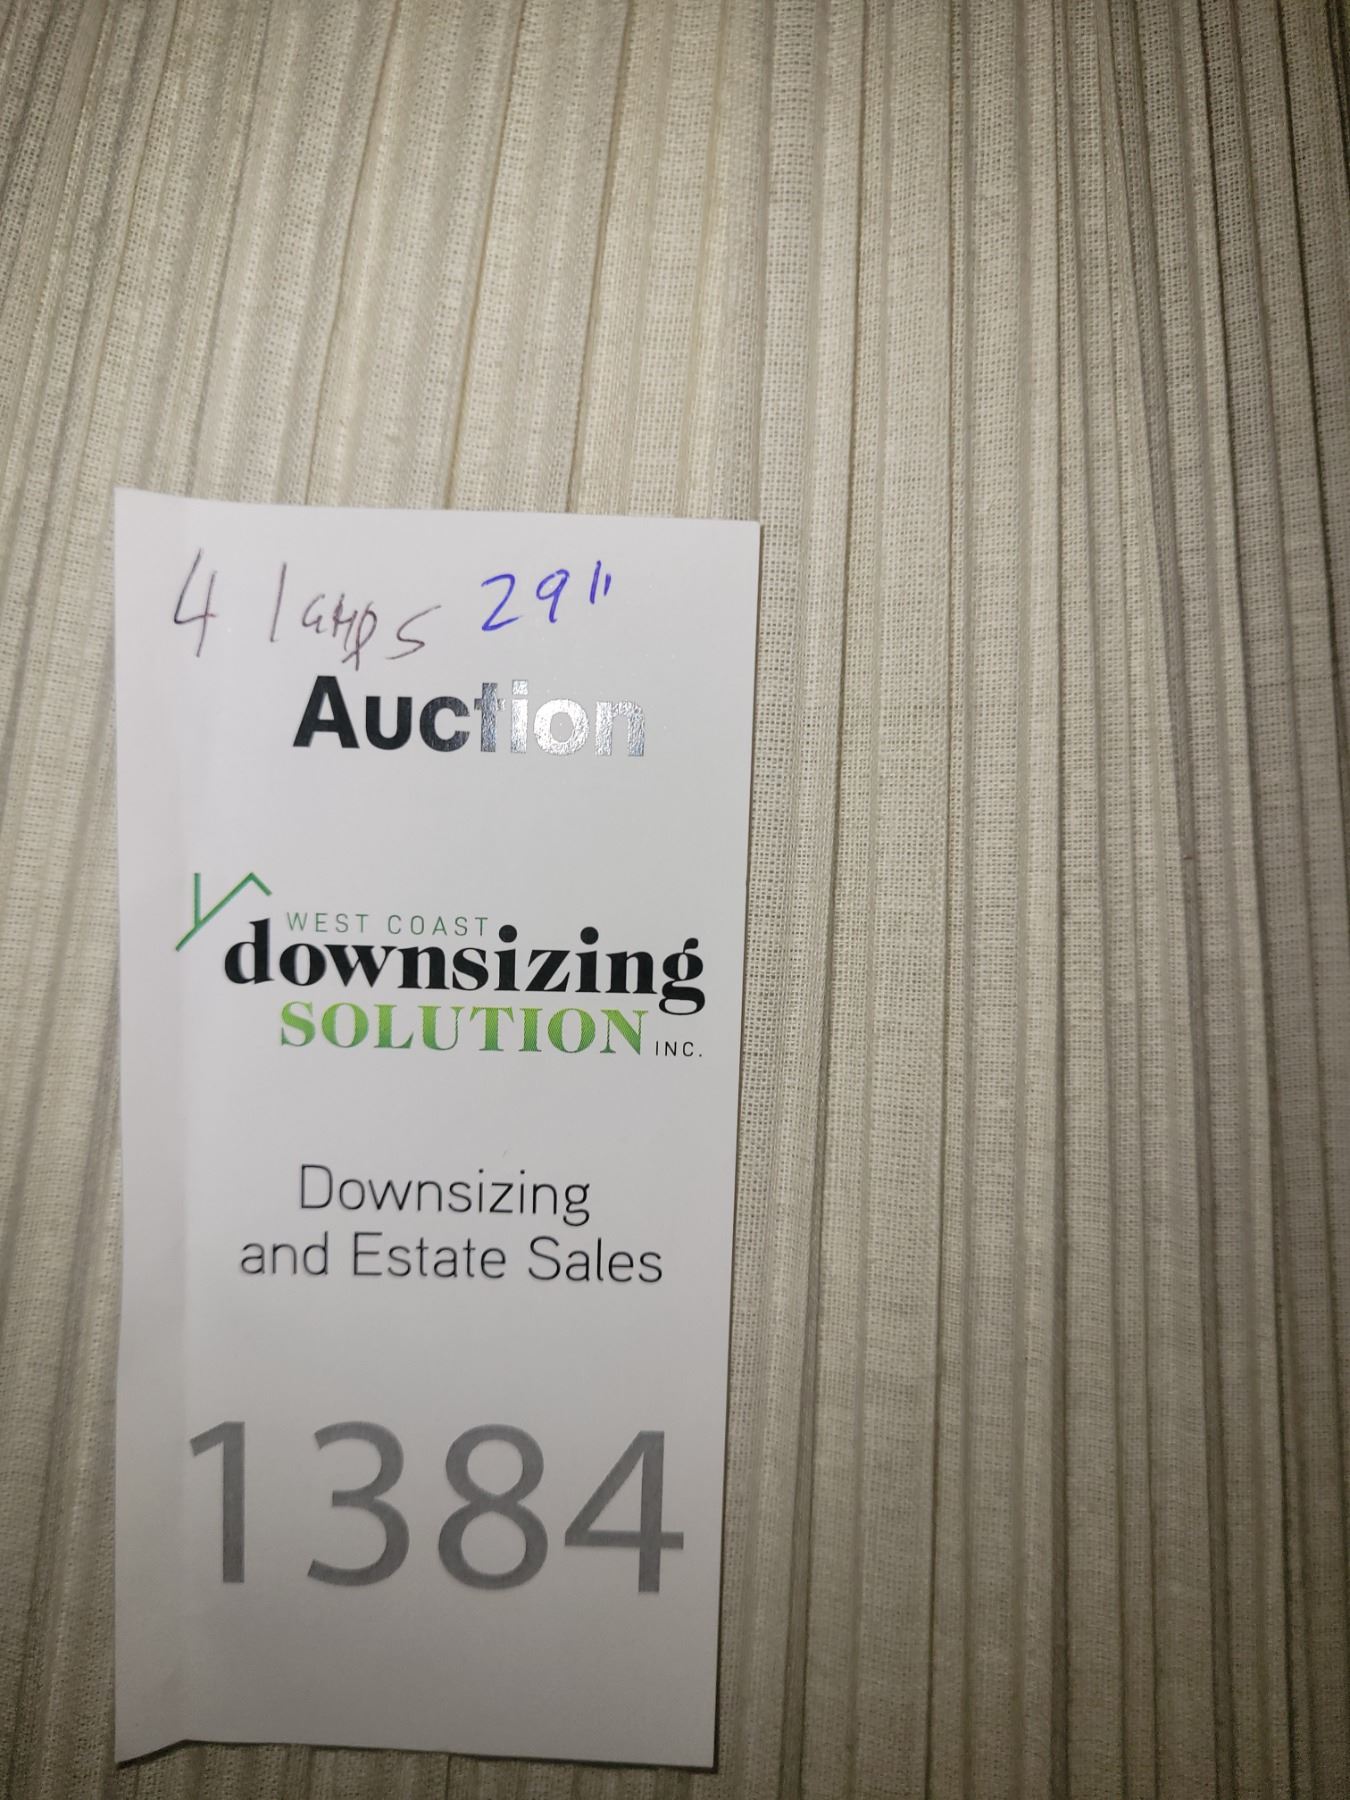 4 lamps 29"
Auction
WEST COAST
downsizing
SOLUTION INC.
Downsizing
and Estate Sales
1384